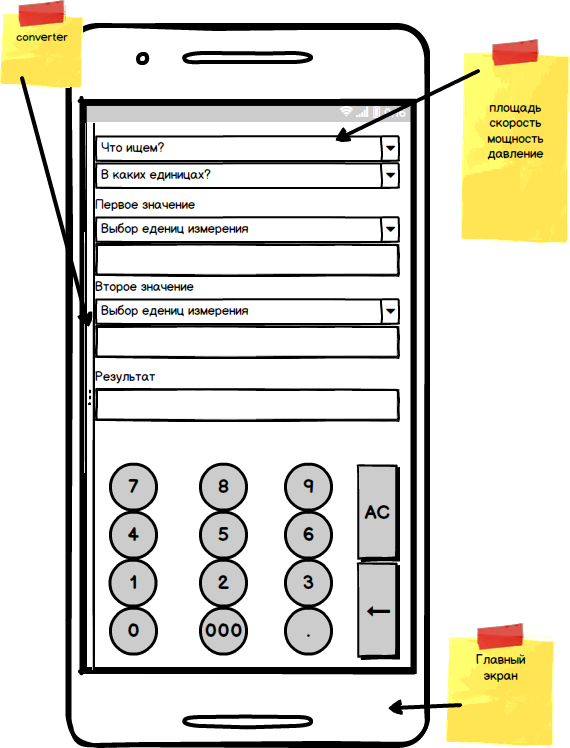 converter
площадь
скорость
мощность
давление
Что ищем?
В каких единицах?
Первое значение
Выбор едениц измерения
Второе значение
Выбор едениц измерения
Результат
7 8 9
AC
4 5 6
1 2 3
←
0 000 .
Главный
экран